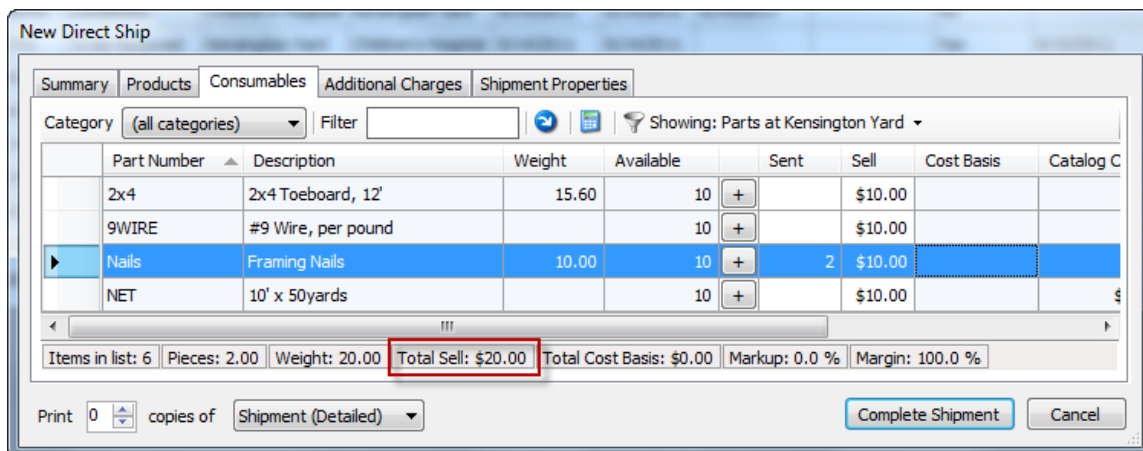 New Direct Ship
Summary Products Consumables Additional Charges Shipment Properties
Category (all categories) Filter Showing: Parts at Kensington Yard
Part Number Description Weight Available Sent Sell Cost Basis Catalog C
2x4 2x4 Toeboard, 12' 15.60 10 + $10.00
9WIRE #9 Wire, per pound 10 + $10.00
Nails Framing Nails 10.00 10 + 2 $10.00
NET 10' x 50yards 10 + $10.00 $
Items in list: 6 Pieces: 2.00 Weight: 20.00 Total Sell: $20.00 Total Cost Basis: $0.00 Markup: 0.0 % Margin: 100.0 %
Print 0 copies of Shipment (Detailed) Complete Shipment Cancel